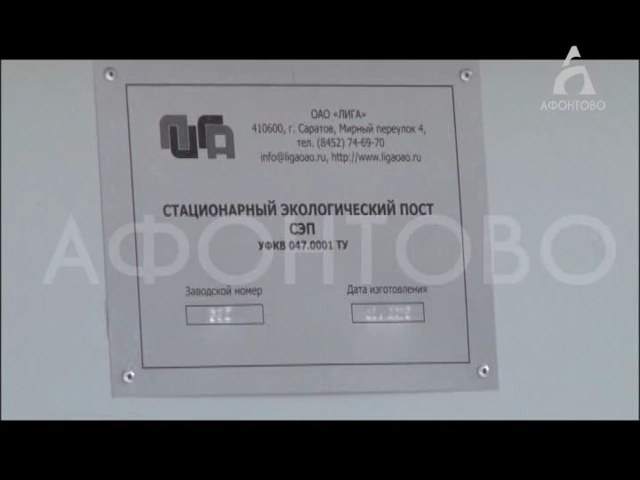 АФОНТОВО
ЛИГА
ОАО «ЛИГА»
410600, г. Саратов, Мирный переулок 4,
тел. (8452) 74-69-70
info@ligaoao.ru, http://www.ligaoao.ru
СТАЦИОНАРНЫЙ ЭКОЛОГИЧЕСКИЙ ПОСТ
СЭП
УФКВ 047.0001 ТУ
АФОНТОВО
Заводской номер
Дата изготовления